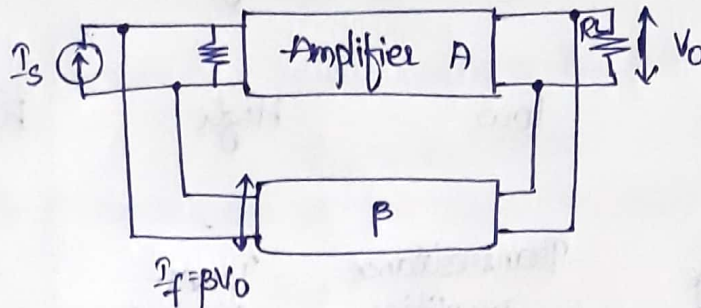 Amplifier A
RL
Vo
Is
β
If=βVo